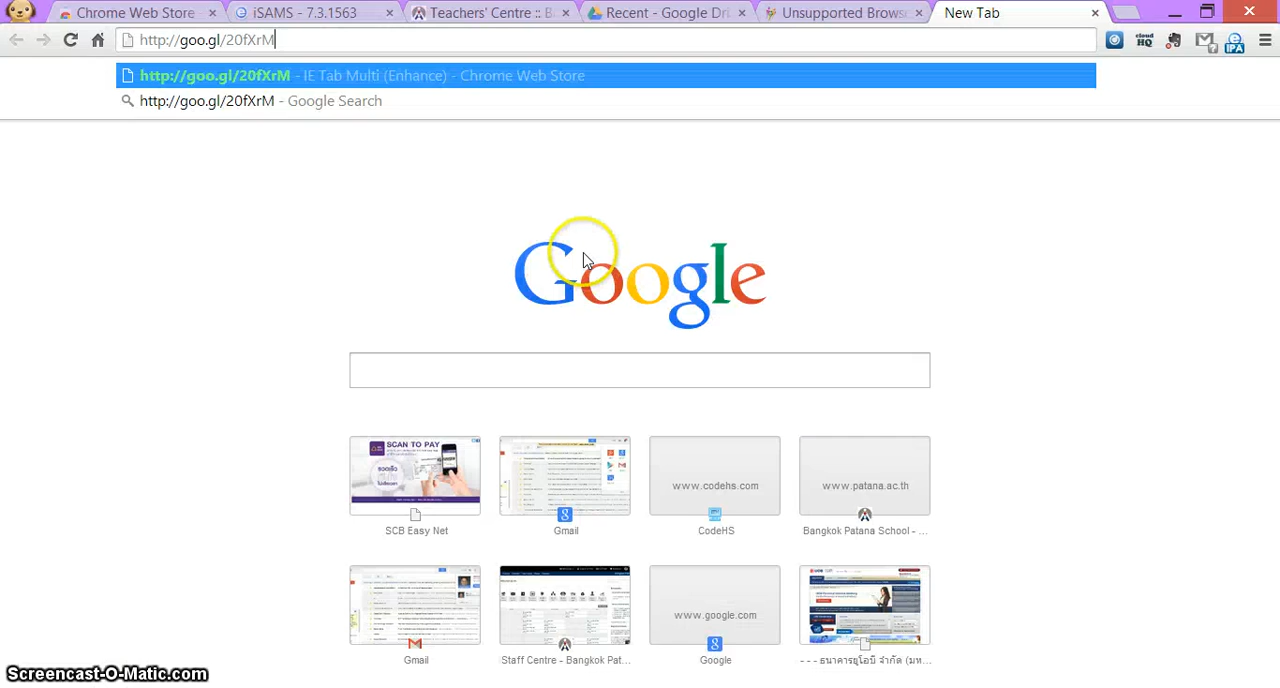 Chrome Web Store
iSAMS - 7.3.1563
Teachers' Centre :: B
Recent - Google Dri
Unsupported Browse
New Tab
http://goo.gl/20fXrM
cloud
HQ
IPA
http://goo.gl/20fXrM - IE Tab Multi (Enhance) - Chrome Web Store
http://goo.gl/20fXrM - Google Search
Google
SCAN TO PAY
www.codehs.com
www.patana.ac.th
SCB Easy Net
Gmail
CodeHS
Bangkok Patana School - ...
www.google.com
Gmail
Staff Centre - Bangkok Pat...
Google
- - - ธนาคารยูโอบี จำกัด (มห...
Screencast-O-Matic.com